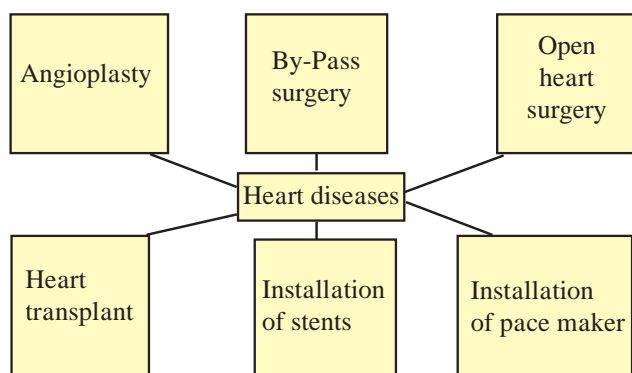 Angioplasty
By-Pass
surgery
Open
heart
surgery
Heart diseases
Heart
transplant
Installation
of stents
Installation
of pace maker